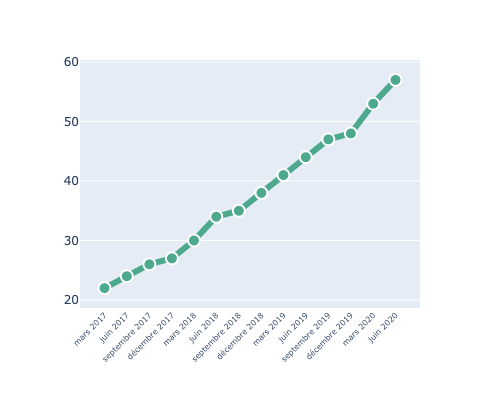 60
50
40
30
20
mars 2017
juin 2017
septembre 2017
décembre 2017
mars 2018
juin 2018
septembre 2018
décembre 2018
mars 2019
juin 2019
septembre 2019
décembre 2019
mars 2020
juin 2020